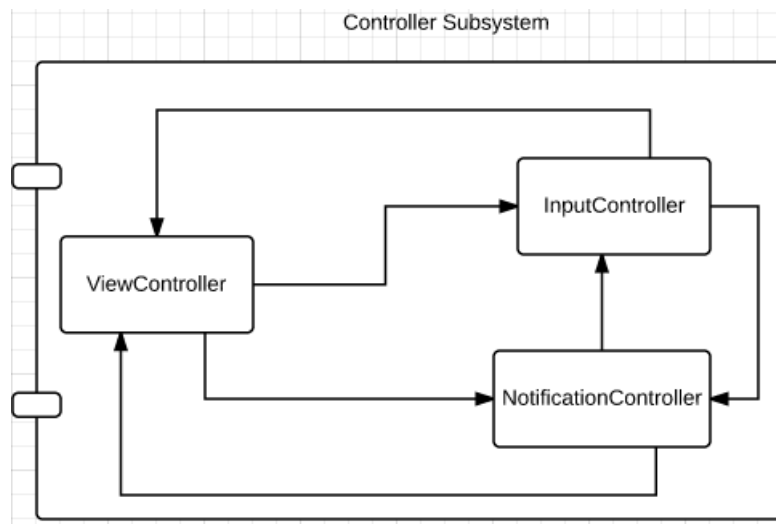 Controller Subsystem
InputController
ViewController
NotificationController